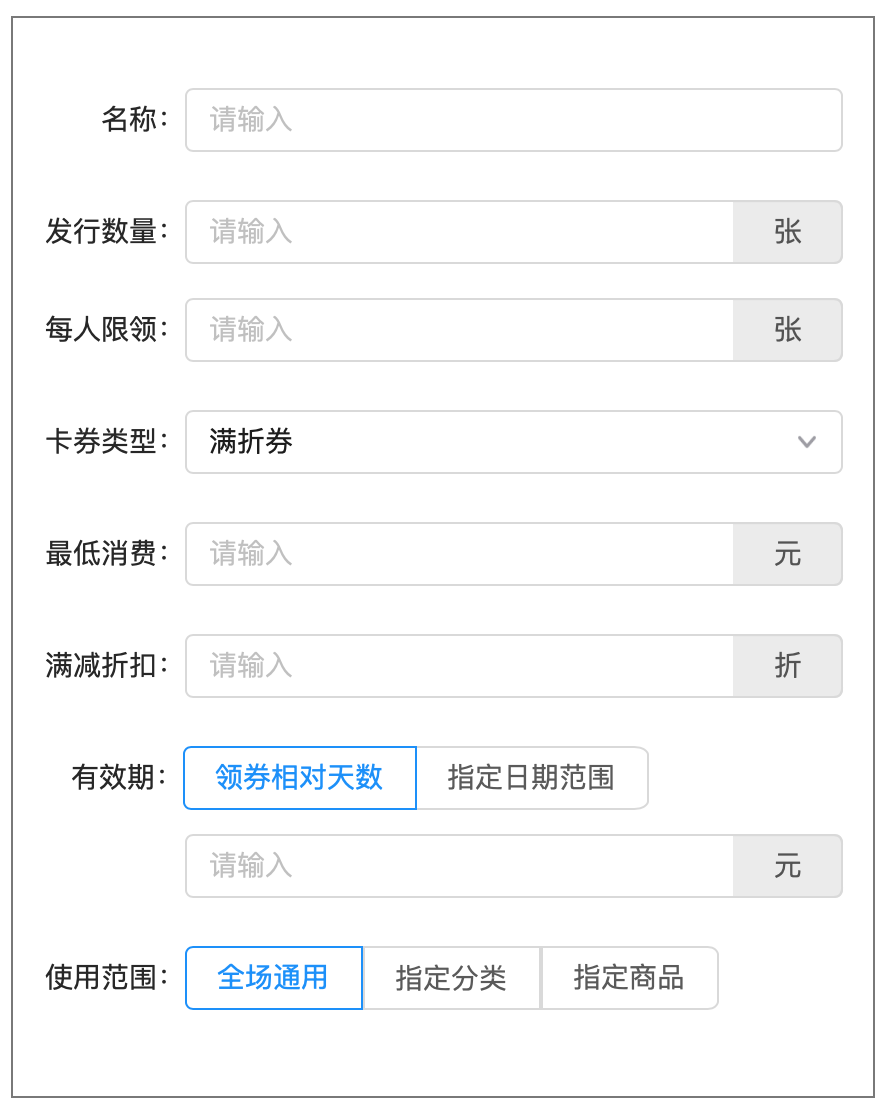 名称：请输入
发行数量：请输入 张
每人限领：请输入 张
卡券类型：满折券
最低消费：请输入 元
满减折扣：请输入 折
有效期：领券相对天数 指定日期范围
请输入 元
使用范围：全场通用 指定分类 指定商品